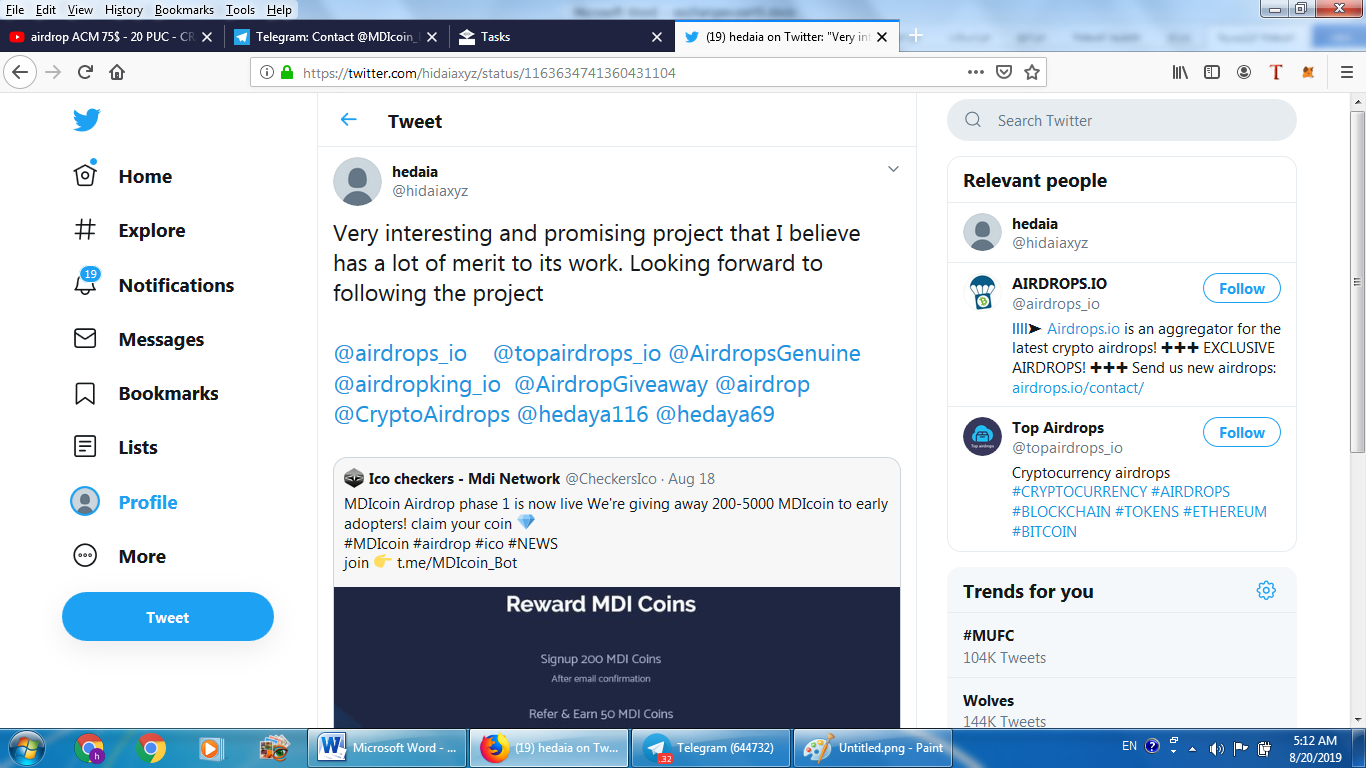 File Edit View History Bookmarks Tools Help
airdrop ACM 75$ - 20 PUC - CR
Telegram: Contact @MDIcoin_
Tasks
(19) hedaia on Twitter: "Very int
https://twitter.com/hidaiaxyz/status/1163634741360431104
Home
Explore
19
Notifications
Messages
Bookmarks
Lists
Profile
More
Tweet
Tweet
hedaia
@hidaiaxyz
Very interesting and promising project that I believe
has a lot of merit to its work. Looking forward to
following the project
@airdrops_io @topairdrops_io @AirdropsGenuine
@airdropking_io @AirdropGiveaway @airdrop
@CryptoAirdrops @hedaya116 @hedaya69
Ico checkers - Mdi Network @CheckersIco · Aug 18
MDIcoin Airdrop phase 1 is now live We're giving away 200-5000 MDIcoin to early
adopters! claim your coin 💎
#MDIcoin #airdrop #ico #NEWS
join 👉 t.me/MDIcoin_Bot
Reward MDI Coins
Signup 200 MDI Coins
After email confirmation
Refer & Earn 50 MDI Coins
Search Twitter
Relevant people
hedaia
@hidaiaxyz
AIRDROPS.IO
@airdrops_io
Follow
IIII➤ Airdrops.io is an aggregator for the
latest crypto airdrops! ✚✚✚ EXCLUSIVE
AIRDROPS! ✚✚✚ Send us new airdrops:
airdrops.io/contact/
Top Airdrops
@topairdrops_io
Follow
Cryptocurrency airdrops
#CRYPTOCURRENCY #AIRDROPS
#BLOCKCHAIN #TOKENS #ETHEREUM
#BITCOIN
Trends for you
#MUFC
104K Tweets
Wolves
144K Tweets
Microsoft Word - ...
(19) hedaia on Tw...
Telegram (644732)
.32
Untitled.png - Paint
EN
5:12 AM
8/20/2019